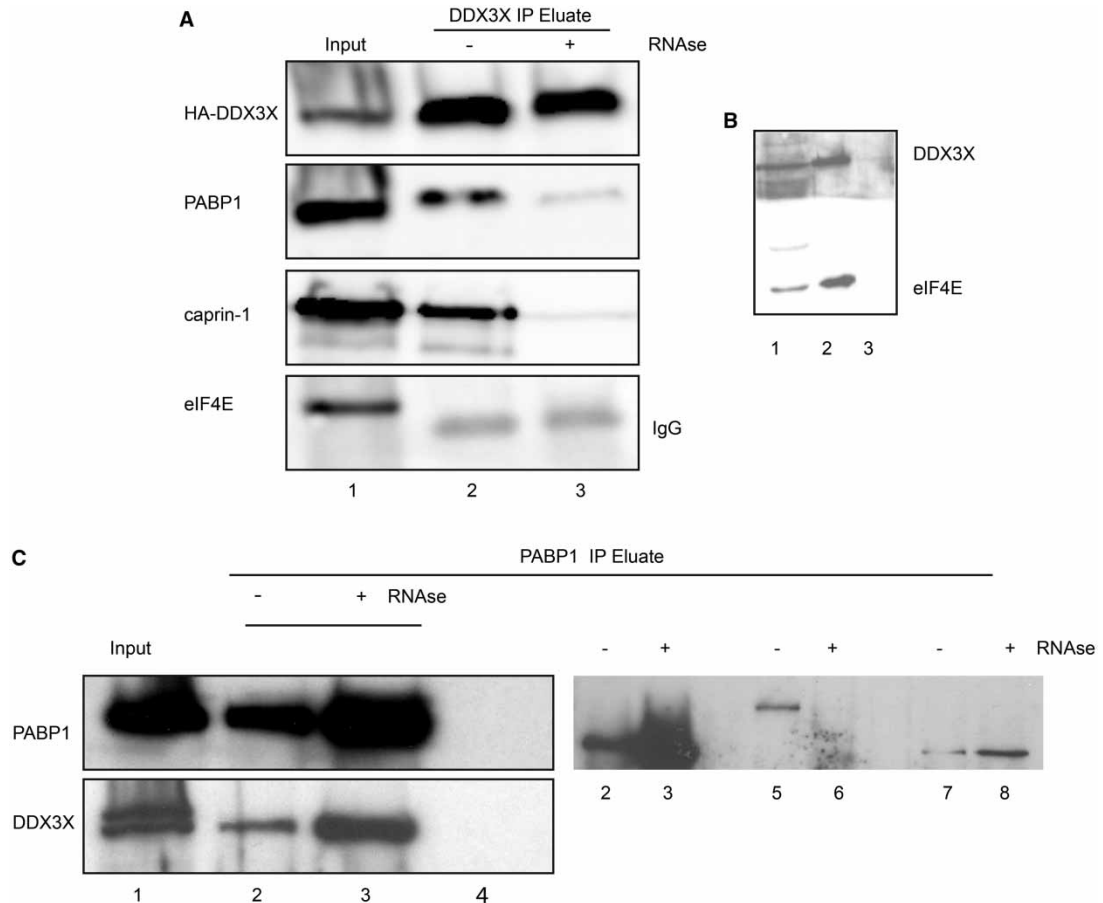 A
DDX3X IP Eluate
Input - + RNAse
HA-DDX3X
PABP1
caprin-1
eIF4E
IgG
1 2 3
B
DDX3X
eIF4E
1 2 3
C
PABP1 IP Eluate
- + RNAse
Input
- + - + - + RNAse
PABP1
DDX3X
1 2 3 4
2 3 5 6 7 8